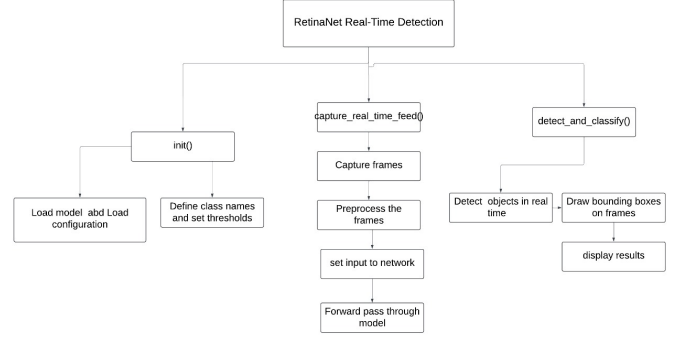 RetinaNet Real-Time Detection
capture_real_time_feed()
detect_and_classify()
init()
Capture frames
Load model  abd Load
configuration
Define class names
and set thresholds
Preprocess the
frames
Detect  objects in real
time
Draw bounding boxes
on frames
set input to network
display results
Forward pass through
model